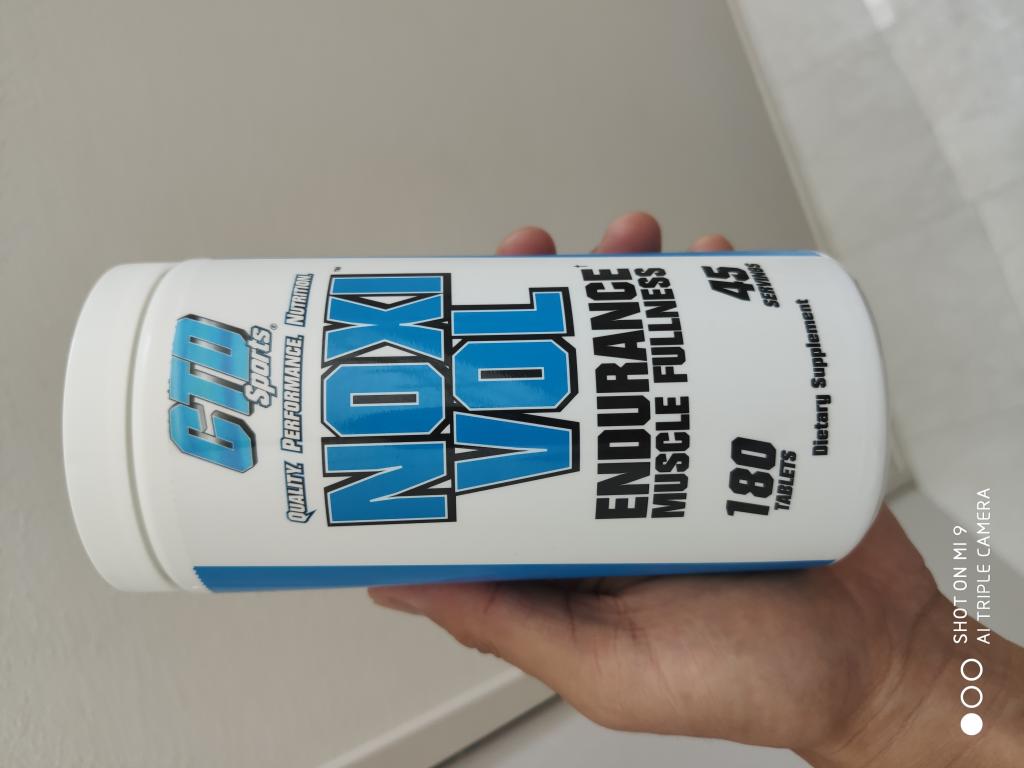 CTD
Sports®
QUALITY. PERFORMANCE. NUTRITION.
NOXI™
VOL
ENDURANCE+
MUSCLE FULLNESS
180
TABLETS
45
SERVINGS
Dietary Supplement
SHOT ON MI 9
AI TRIPLE CAMERA